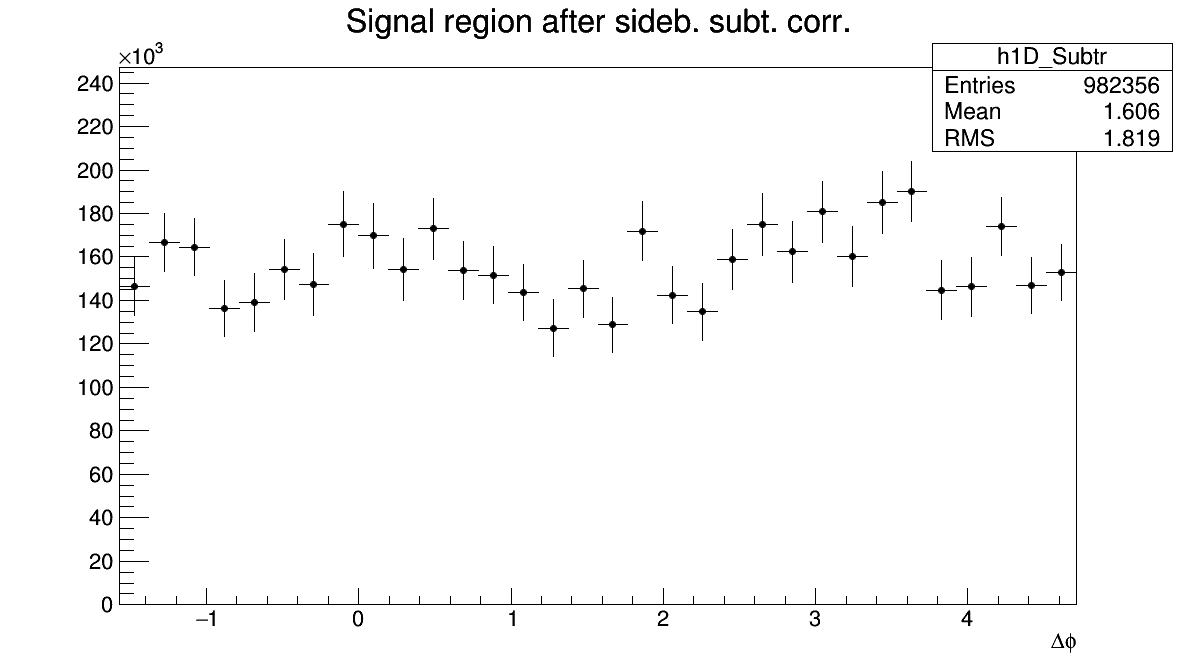 Signal region after sideb. subt. corr.
×10³
h1D_Subtr
Entries 982356
Mean 1.606
RMS 1.819
240
220
200
180
160
140
120
100
80
60
40
20
0
−1 0 1 2 3 4
Δϕ